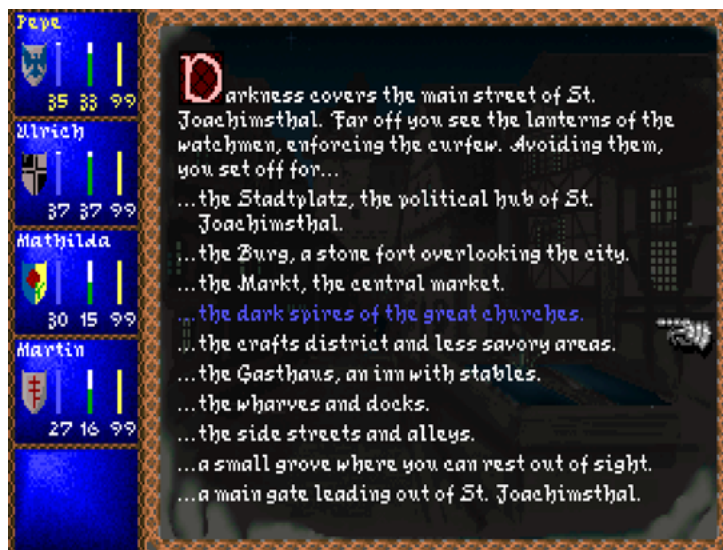 Pepe
35 33 99
Ulrich
37 37 99
Mathilda
30 15 99
Martin
27 16 99
Darkness covers the main street of St.
Joachimsthal. Far off you see the lanterns of the
watchmen, enforcing the curfew. Avoiding them,
you set off for...
...the Stadtplatz, the political hub of St.
Joachimsthal.
...the Burg, a stone fort overlooking the city.
...the Markt, the central market.
...the dark spires of the great churches.
...the crafts district and less savory areas.
...the Gasthaus, an inn with stables.
...the wharves and docks.
...the side streets and alleys.
...a small grove where you can rest out of sight.
...a main gate leading out of St. Joachimsthal.